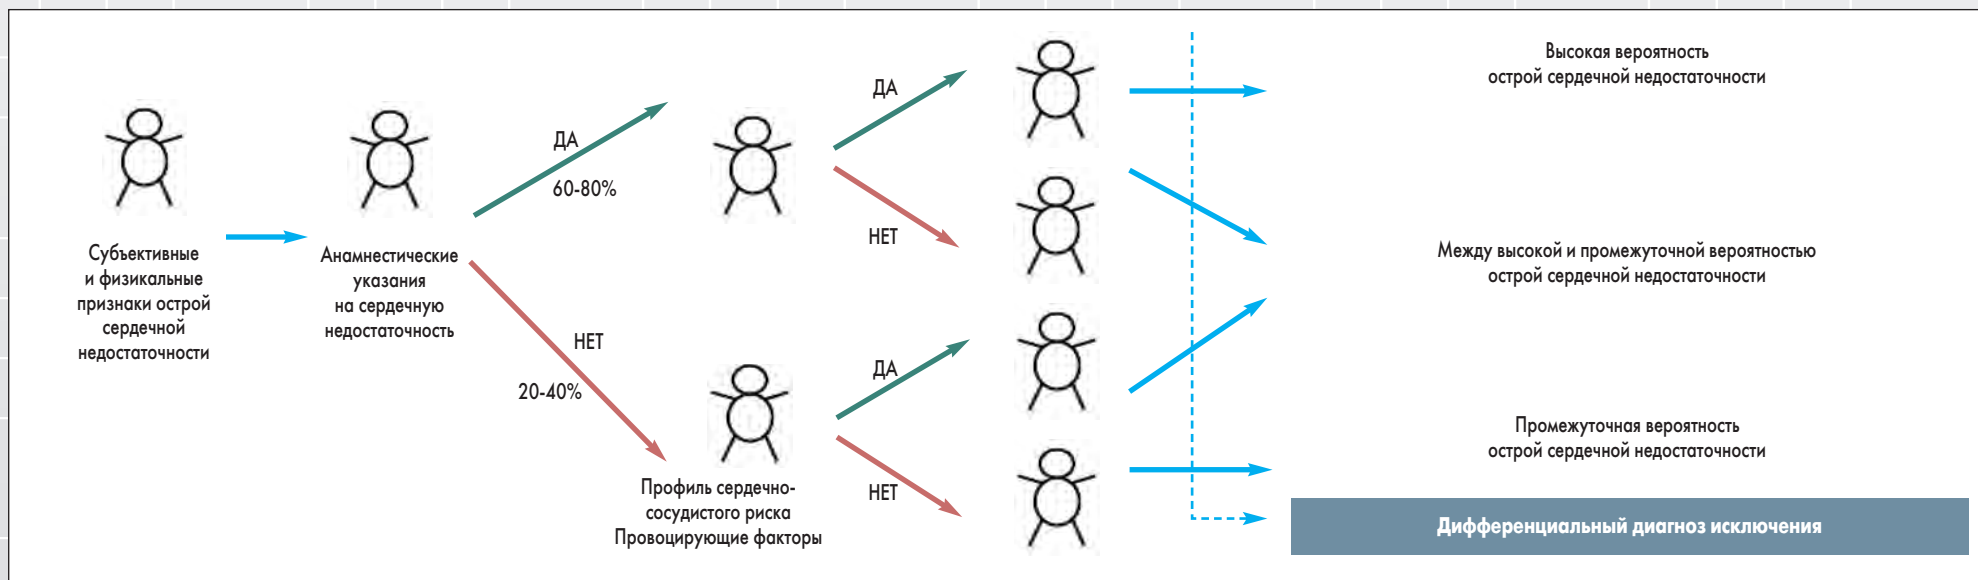 Субъективные
и физикальные
признаки острой
сердечной
недостаточности
Анамнестические
указания
на сердечную
недостаточность
ДА
60-80%
НЕТ
20-40%
Профиль сердечно-
сосудистого риска
Провоцирующие факторы
ДА
НЕТ
ДА
НЕТ
Высокая вероятность
острой сердечной недостаточности
Между высокой и промежуточной вероятностью
острой сердечной недостаточности
Промежуточная вероятность
острой сердечной недостаточности
Дифференциальный диагноз исключения